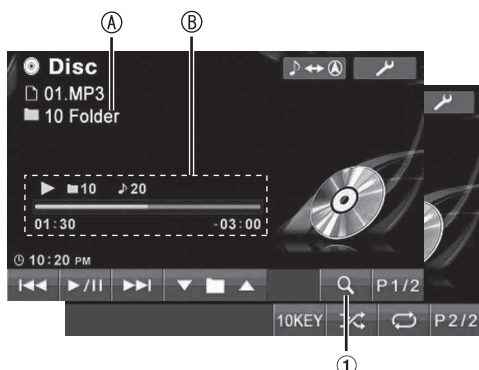 Ⓐ Ⓑ
Disc
01.MP3
10 Folder
10 20
01:30 -03:00
10:20 PM
P1/2
10KEY P2/2
①